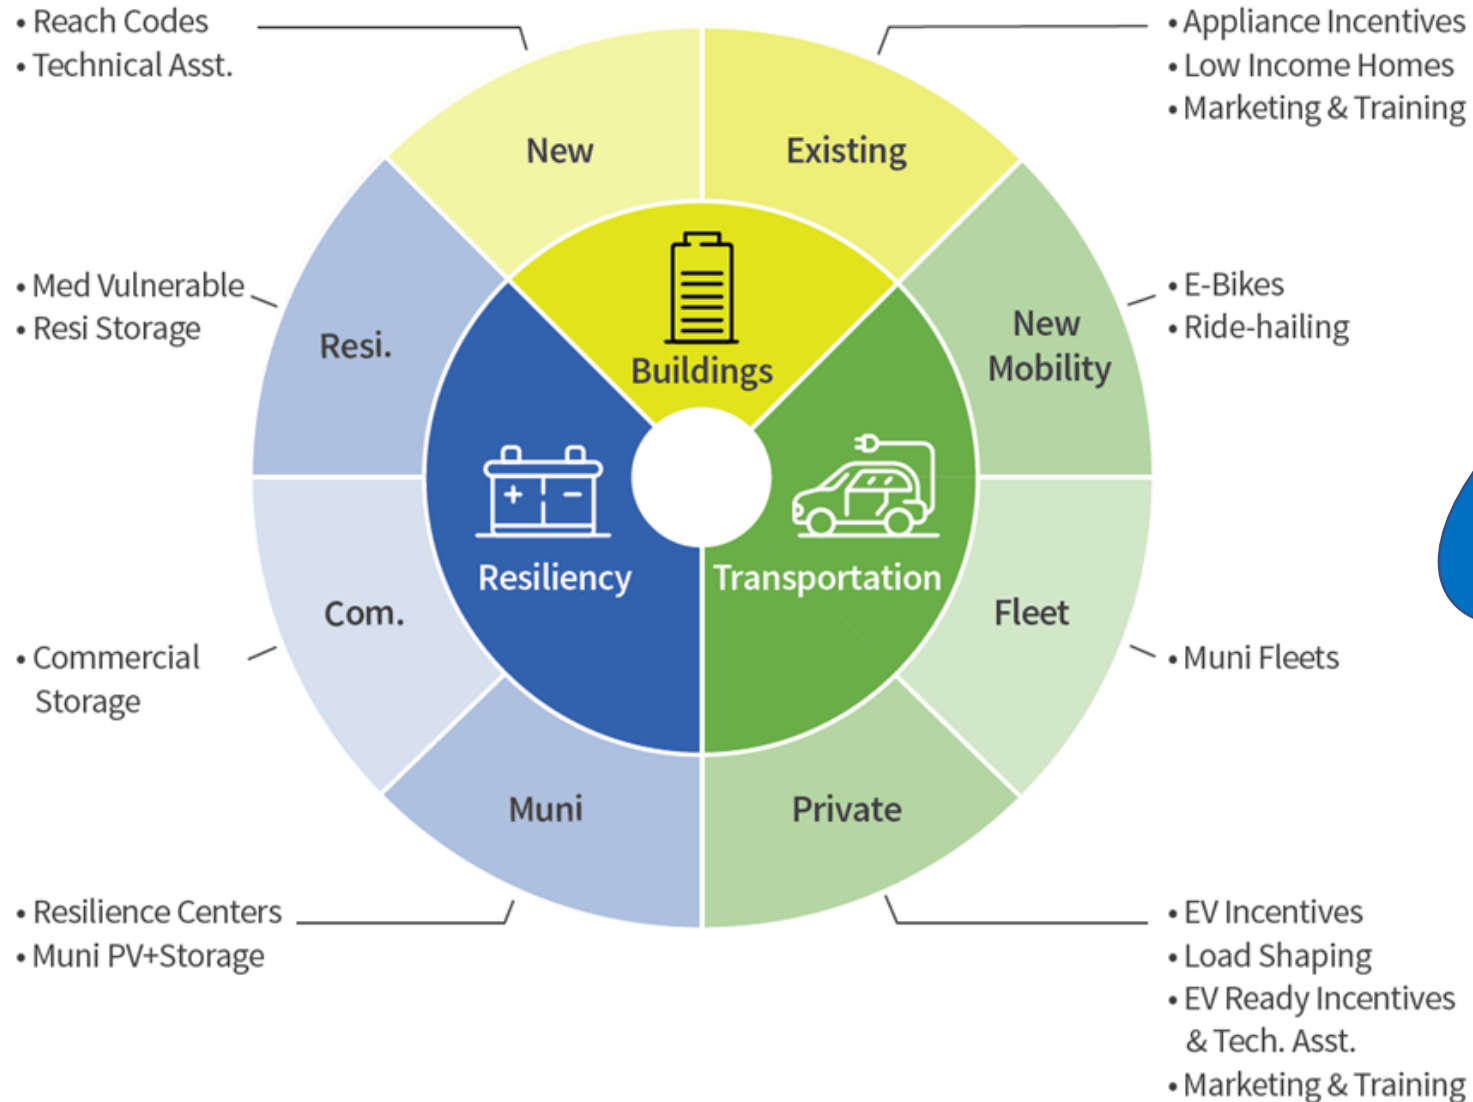 • Reach Codes
• Technical Asst.
• Appliance Incentives
• Low Income Homes
• Marketing & Training
New
Existing
• Med Vulnerable
• Resi Storage
Resi.
Buildings
New
Mobility
• E-Bikes
• Ride-hailing
+ −
Resiliency
Transportation
Com.
Fleet
• Commercial
Storage
• Muni Fleets
Muni
Private
• Resilience Centers
• Muni PV+Storage
• EV Incentives
• Load Shaping
• EV Ready Incentives
& Tech. Asst.
• Marketing & Training